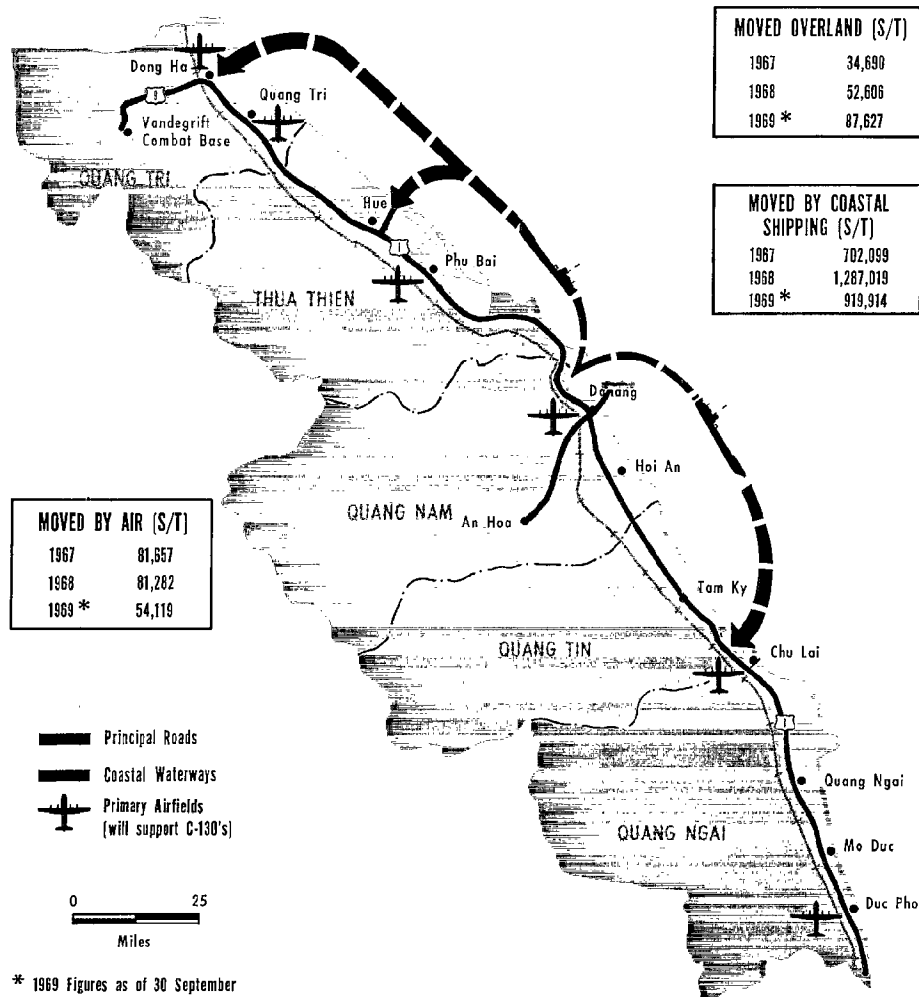 MOVED OVERLAND (S/T)
1967 34,690
1968 52,606
1969 * 87,627
MOVED BY COASTAL
SHIPPING (S/T)
1967 702,099
1968 1,287,019
1969 * 919,914
Dong Ha
9
Quang Tri
Vandegrift
Combat Base
QUANG TRI
Hue
1
Phu Bai
THUA THIEN
Danang
Hoi An
QUANG NAM
An Hoa
MOVED BY AIR (S/T)
1967 81,657
1968 81,282
1969 * 54,119
Tam Ky
QUANG TIN
Chu Lai
1
Principal Roads
Coastal Waterways
Primary Airfields
(will support C-130's)
Quang Ngai
QUANG NGAI
Mo Duc
Duc Pho
0 25
Miles
* 1969 Figures as of 30 September